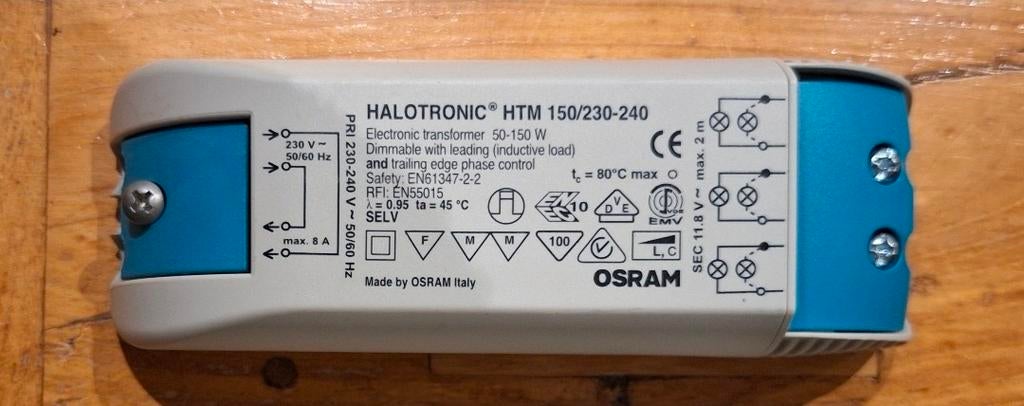 HALOTRONIC® HTM 150/230-240
Electronic transformer 50-150 W
Dimmable with leading (inductive load)
and trailing edge phase control
Safety: EN61347-2-2
RFI: EN55015
λ = 0.95 ta = 45 °C
SELV
tc = 80°C max
CE
10
DVE
VDE
EMV
F
M
M
100
L, C
Made by OSRAM Italy
OSRAM
230 V ~
50/60 Hz
max. 8 A
PRI 230-240 V ~ 50/60 Hz
SEC 11.8 V ~ max. 2 m